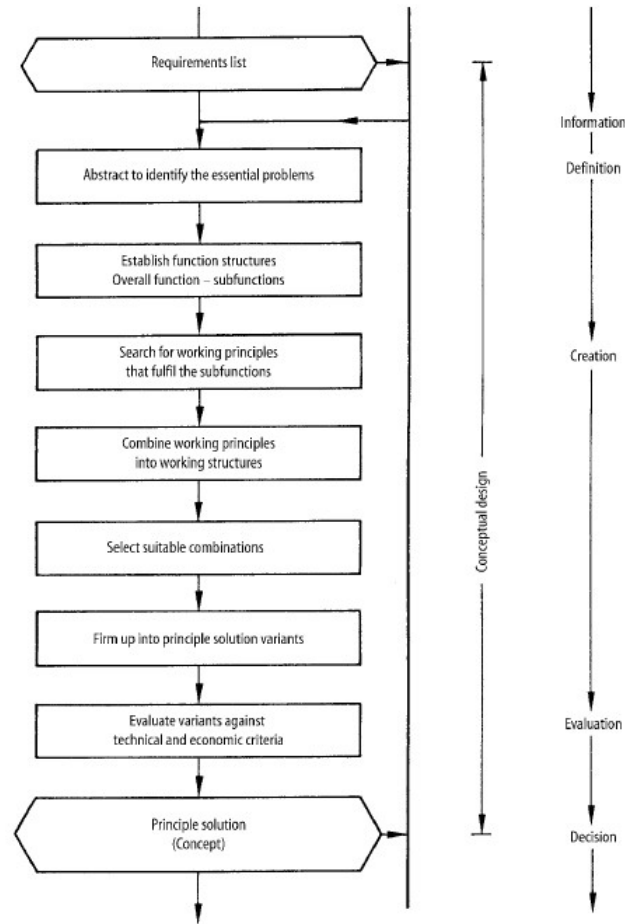 Requirements list
Abstract to identify the essential problems
Establish function structures
Overall function – subfunctions
Search for working principles
that fulfil the subfunctions
Combine working principles
into working structures
Select suitable combinations
Firm up into principle solution variants
Evaluate variants against
technical and economic criteria
Principle solution
(Concept)
Conceptual design
Information
Definition
Creation
Evaluation
Decision